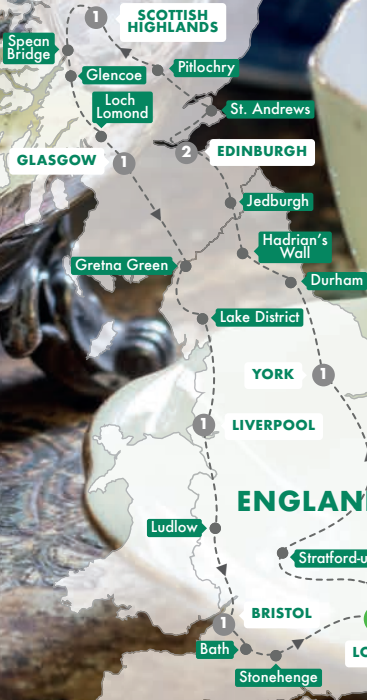 1
SCOTTISH
HIGHLANDS
Spean
Bridge
Pitlochry
Glencoe
Loch
Lomond
St. Andrews
GLASGOW
1
2
EDINBURGH
Jedburgh
Hadrian's
Wall
Gretna Green
Durham
Lake District
YORK
1
1
LIVERPOOL
ENGLAN
Ludlow
Stratford-u
1
BRISTOL
Bath
LO
Stonehenge